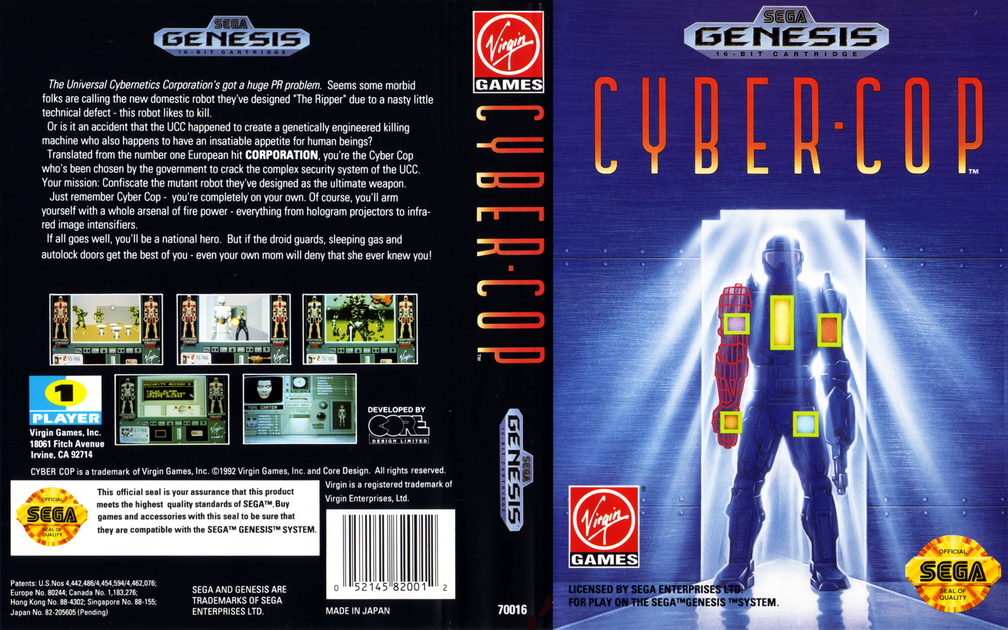 SEGA
GENESIS
16-BIT CARTRIDGE
The Universal Cybernetics Corporation's got a huge PR problem. Seems some morbid
folks are calling the new domestic robot they've designed "The Ripper" due to a nasty little
technical defect - this robot likes to kill.
Or is it an accident that the UCC happened to create a genetically engineered killing
machine who also happens to have an insatiable appetite for human beings?
Translated from the number one European hit CORPORATION, you're the Cyber Cop
who's been chosen by the government to crack the complex security system of the UCC.
Your mission: Confiscate the mutant robot they've designed as the ultimate weapon.
Just remember Cyber Cop - you're completely on your own. Of course, you'll arm
yourself with a whole arsenal of fire power - everything from hologram projectors to infra-
red image intensifiers.
If all goes well, you'll be a national hero. But if the droid guards, sleeping gas and
autolock doors get the best of you - even your own mom will deny that she ever knew you!
1
PLAYER
Virgin Games, Inc.
18061 Fitch Avenue
Irvine, CA 92714
DEVELOPED BY
CORE
DESIGN LIMITED
CYBER COP is a trademark of Virgin Games, Inc. ©1992 Virgin Games, Inc. and Core Design. All rights reserved.
Virgin is a registered trademark of
Virgin Enterprises, Ltd.
OFFICIAL
SEGA
SEAL OF
QUALITY
This official seal is your assurance that this product
meets the highest quality standards of SEGA™. Buy
games and accessories with this seal to be sure that
they are compatible with the SEGA™ GENESIS™ SYSTEM.
0 52145 82001 2
Patents: U.S.Nos 4,442,486/4,454,594/4,462,076;
Europe No. 80244; Canada No. 1,183,276;
Hong Kong No. 88-4302; Singapore No. 88-155;
Japan No. 82-205605 (Pending)
SEGA AND GENESIS ARE
TRADEMARKS OF SEGA
ENTERPRISES LTD.
MADE IN JAPAN
Virgin
GAMES
CYBER·COP™
SEGA
GENESIS
70016
SEGA
GENESIS
16-BIT CARTRIDGE
CYBER·COP™
Virgin
GAMES
LICENSED BY SEGA ENTERPRISES LTD.
FOR PLAY ON THE SEGA™GENESIS ™SYSTEM.
OFFICIAL
SEGA
SEAL OF
QUALITY